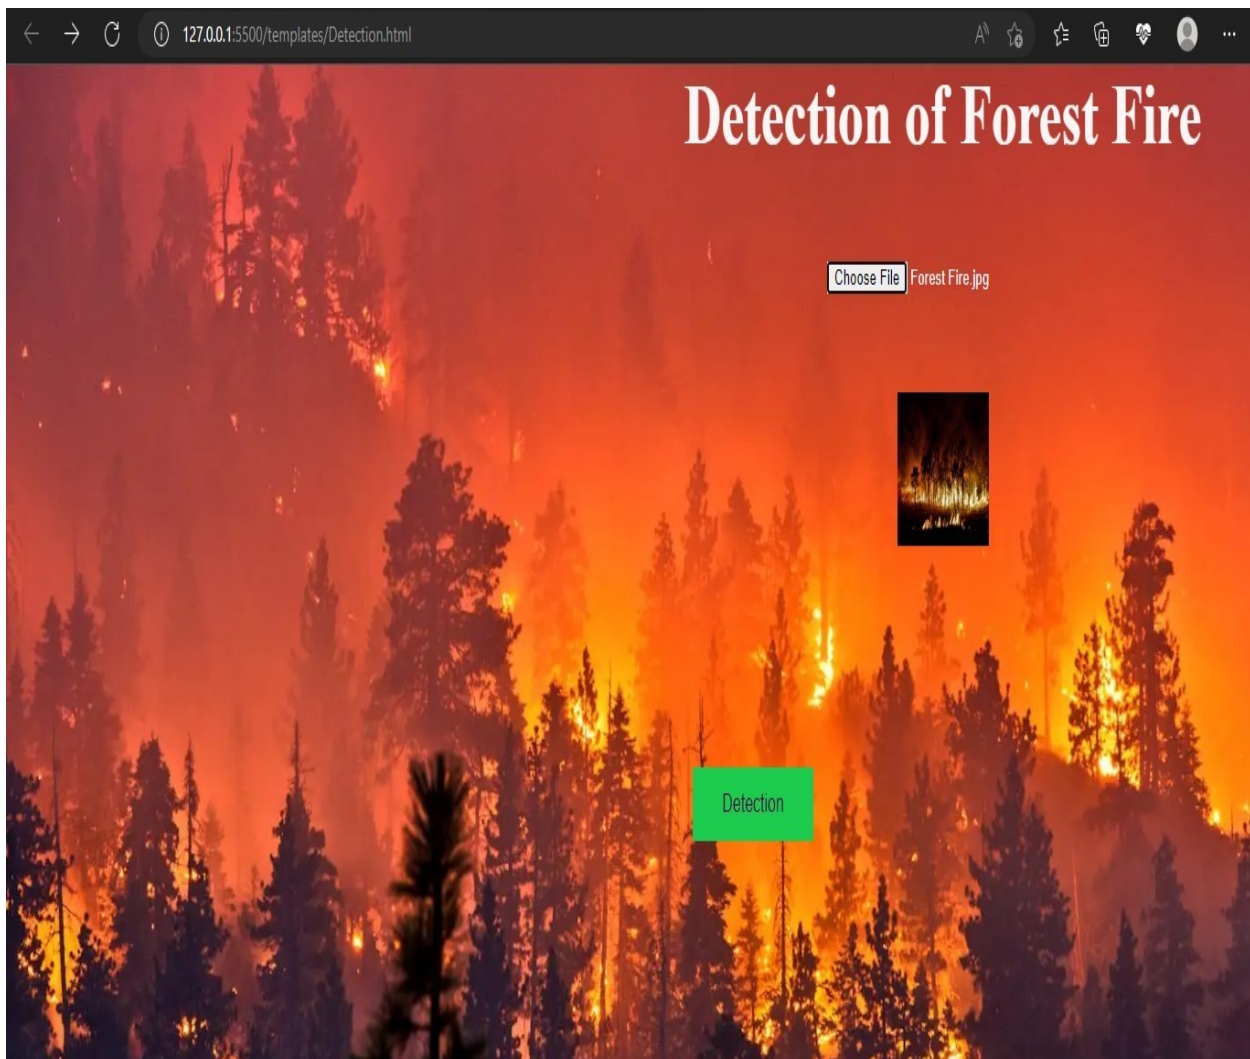 127.0.0.1:5500/templates/Detection.html
Detection of Forest Fire
Choose File Forest Fire.jpg
Detection